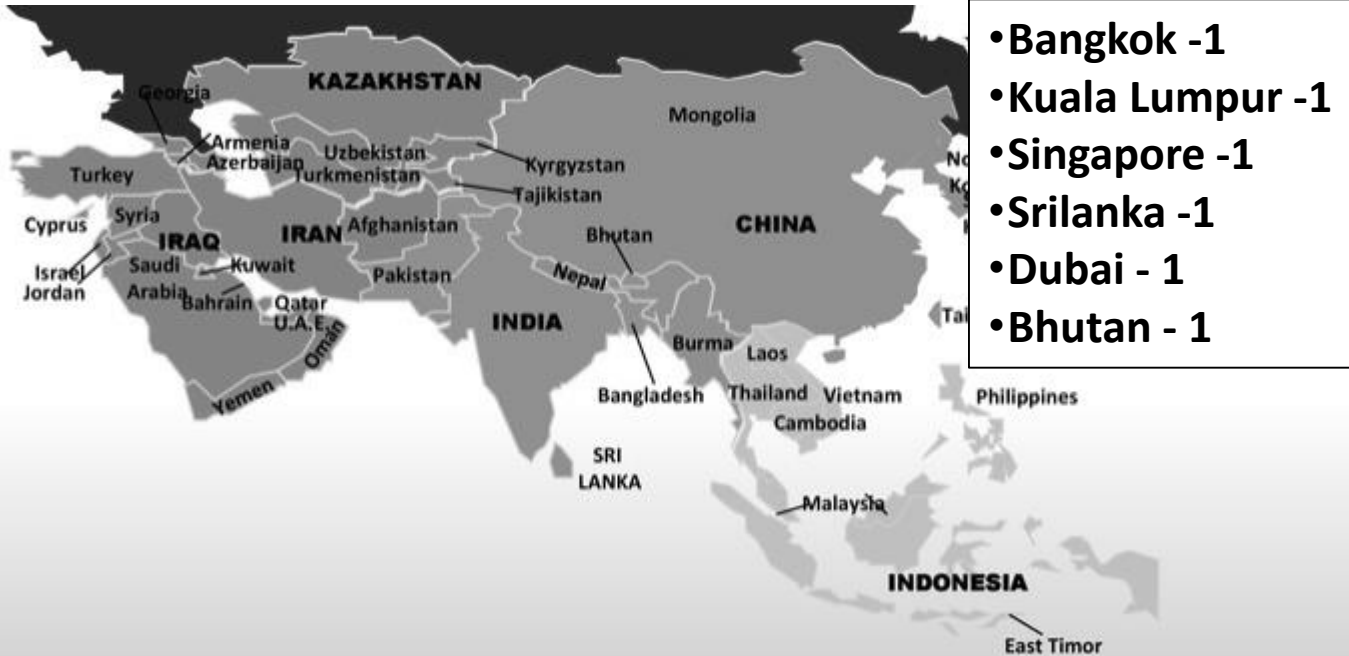 •Bangkok -1
•Kuala Lumpur -1
•Singapore -1
•Srilanka -1
•Dubai - 1
•Bhutan - 1
Georgia
KAZAKHSTAN
Mongolia
Armenia
Azerbaijan
Uzbekistan
Turkmenistan
Kyrgyzstan
Tajikistan
Turkey
Cyprus
Syria
IRAQ
IRAN
Afghanistan
Bhutan
CHINA
Israel
Jordan
Saudi
Arabia
Kuwait
Bahrain
Qatar
U.A.E.
Oman
Yemen
Pakistan
Nepal
INDIA
Burma
Laos
Bangladesh
Thailand
Vietnam
Cambodia
Philippines
SRI
LANKA
Malaysia
INDONESIA
East Timor